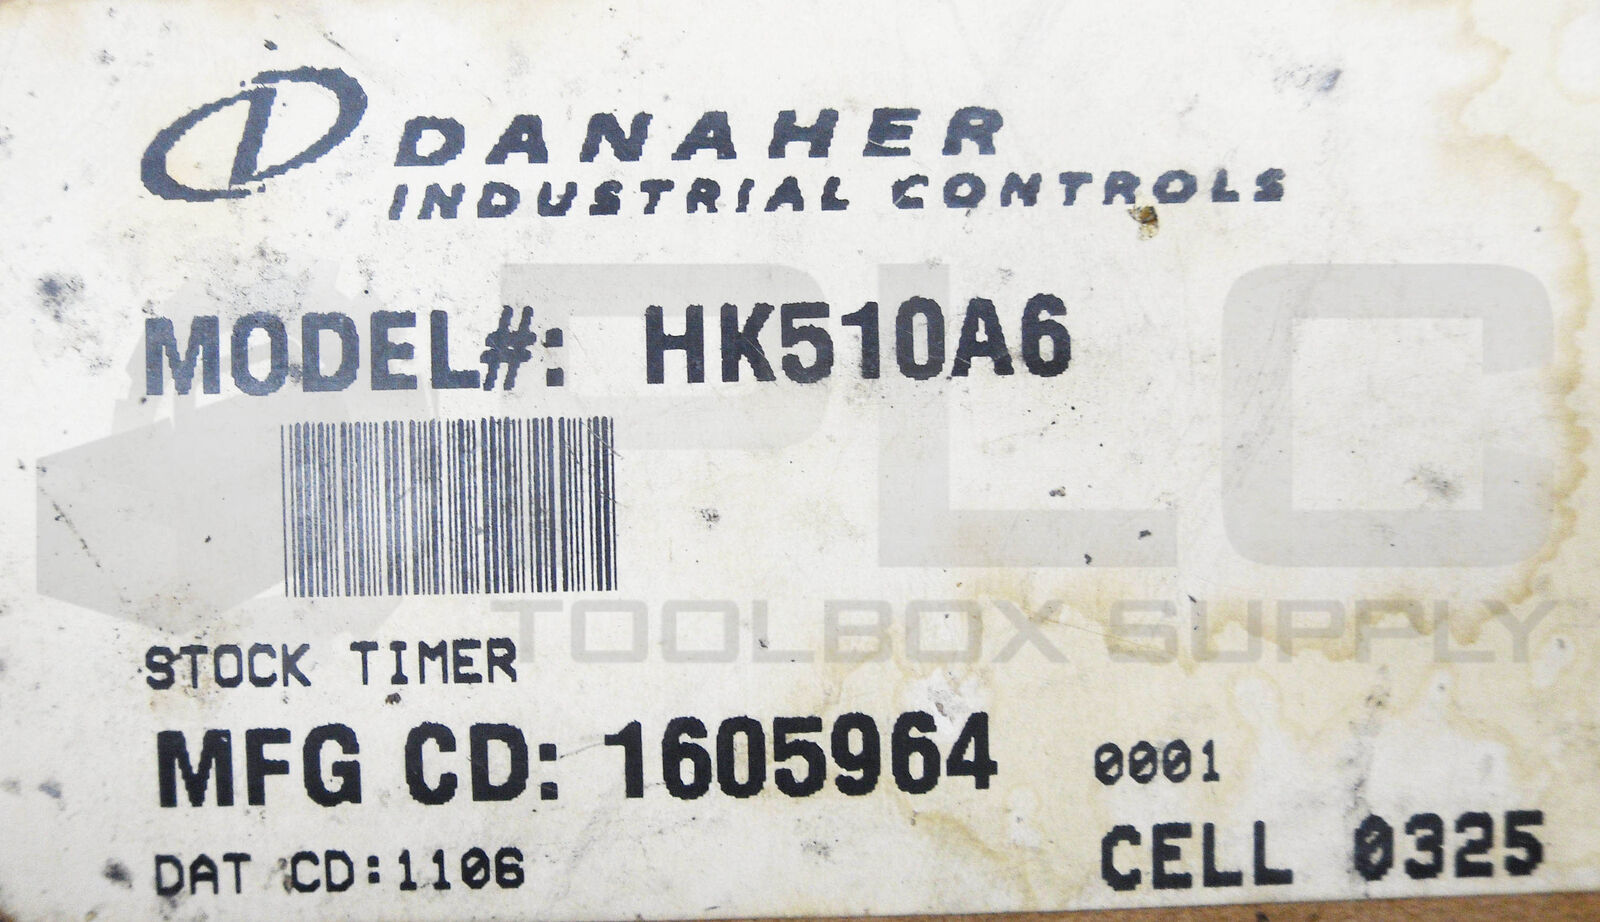 DANAHER
INDUSTRIAL CONTROLS
MODEL#: HK510A6
PLC
TOOLBOX SUPPLY
STOCK TIMER
MFG CD: 1605964 0001
DAT CD:1106 CELL 0325